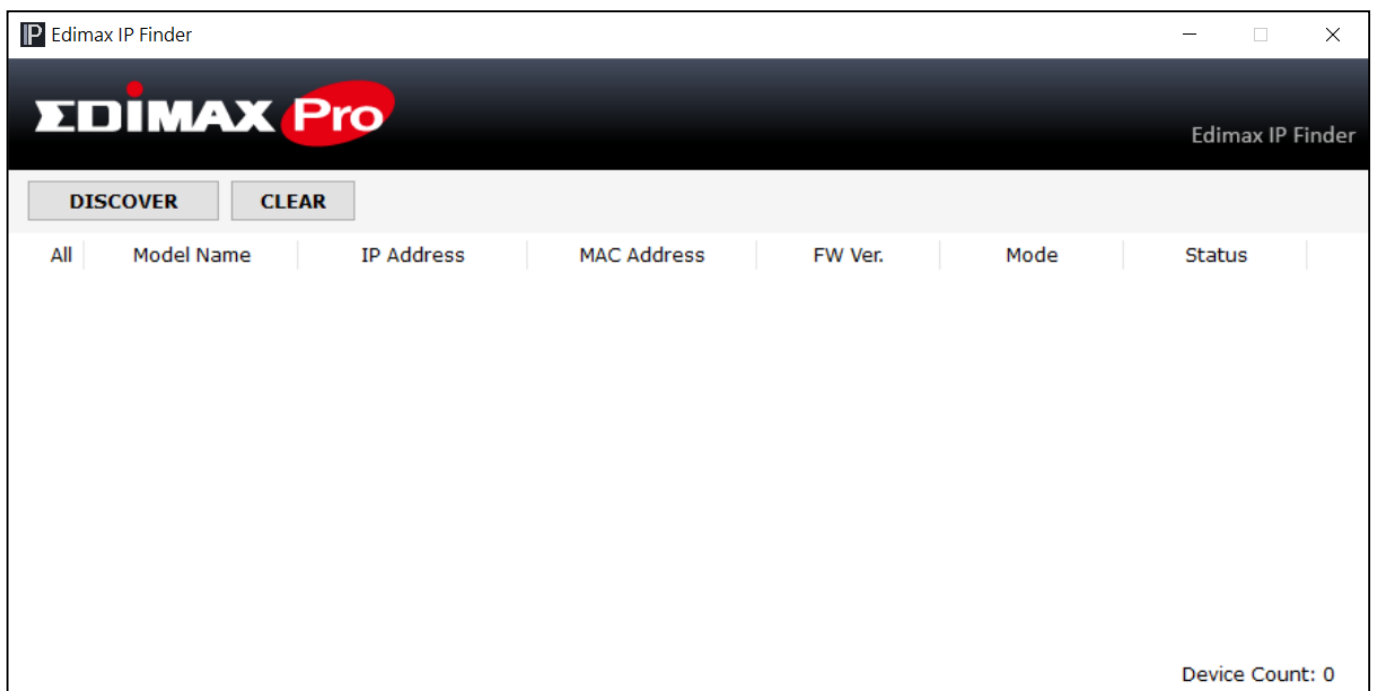 IP Edimax IP Finder
EDIMAX Pro
Edimax IP Finder
DISCOVER CLEAR
All Model Name IP Address MAC Address FW Ver. Mode Status
Device Count: 0